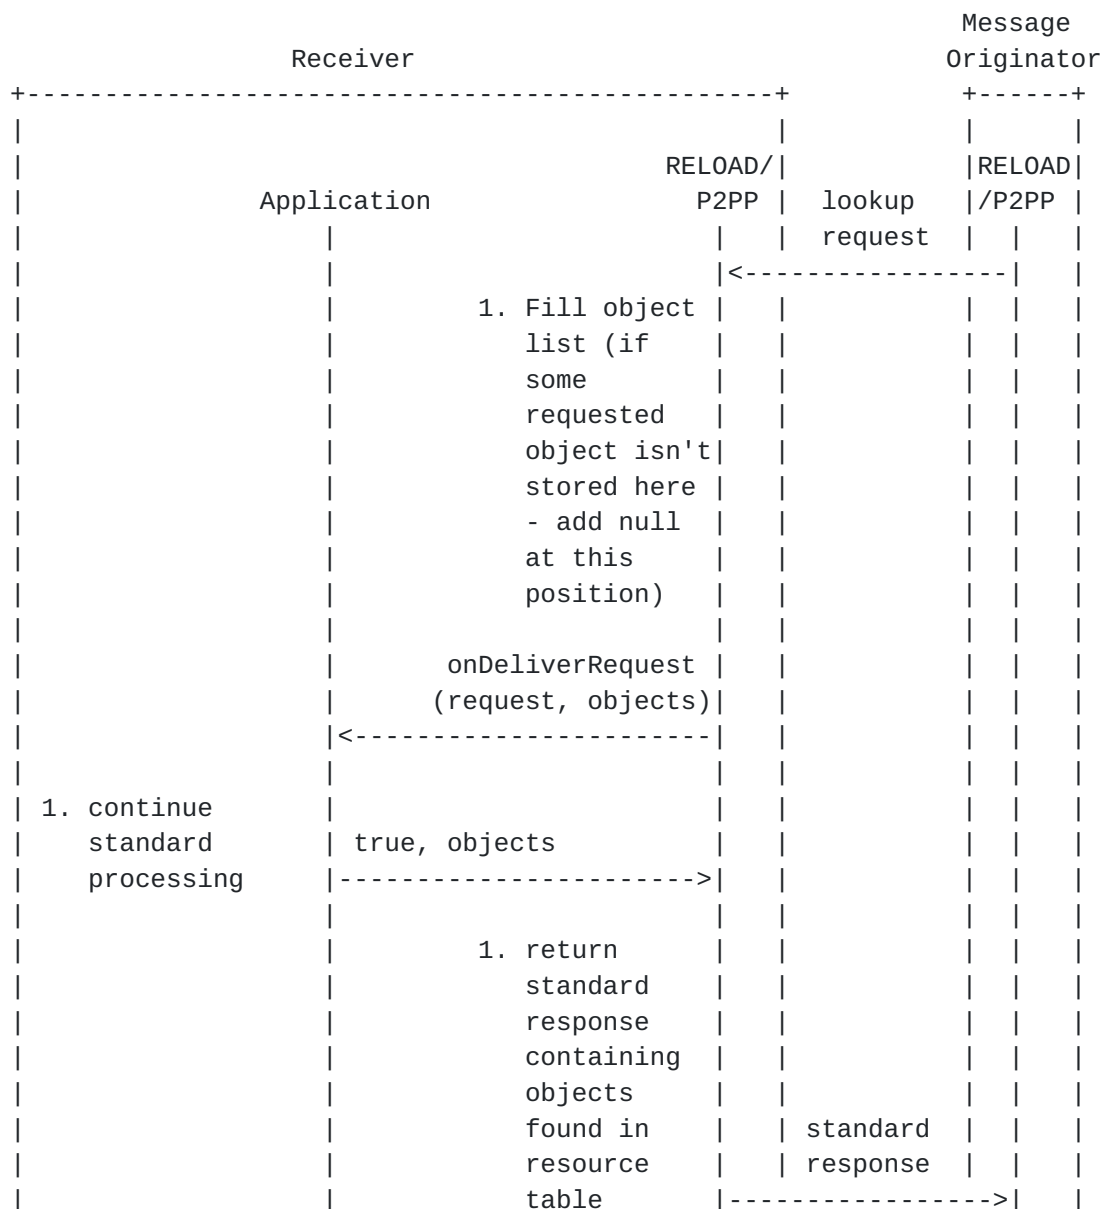 Message
Receiver Originator
+------------------------------------------------+ +------+
| | | |
| RELOAD/| |RELOAD|
| Application P2PP | lookup |/P2PP |
| | | | request | | |
| | |<-----------------| |
| | 1. Fill object | | | | |
| | list (if | | | | |
| | some | | | | |
| | requested | | | | |
| | object isn't| | | | |
| | stored here | | | | |
| | - add null | | | | |
| | at this | | | | |
| | position) | | | | |
| | | | | | |
| | onDeliverRequest | | | | |
| | (request, objects)| | | | |
| |<-----------------------| | | | |
| | | | | | |
| 1. continue | | | | | |
| standard | true, objects | | | | |
| processing |----------------------->| | | | |
| | | | | | |
| | 1. return | | | | |
| | standard | | | | |
| | response | | | | |
| | containing | | | | |
| | objects | | | | |
| | found in | | standard | | |
| | resource | | response | | |
| | table |----------------->| |